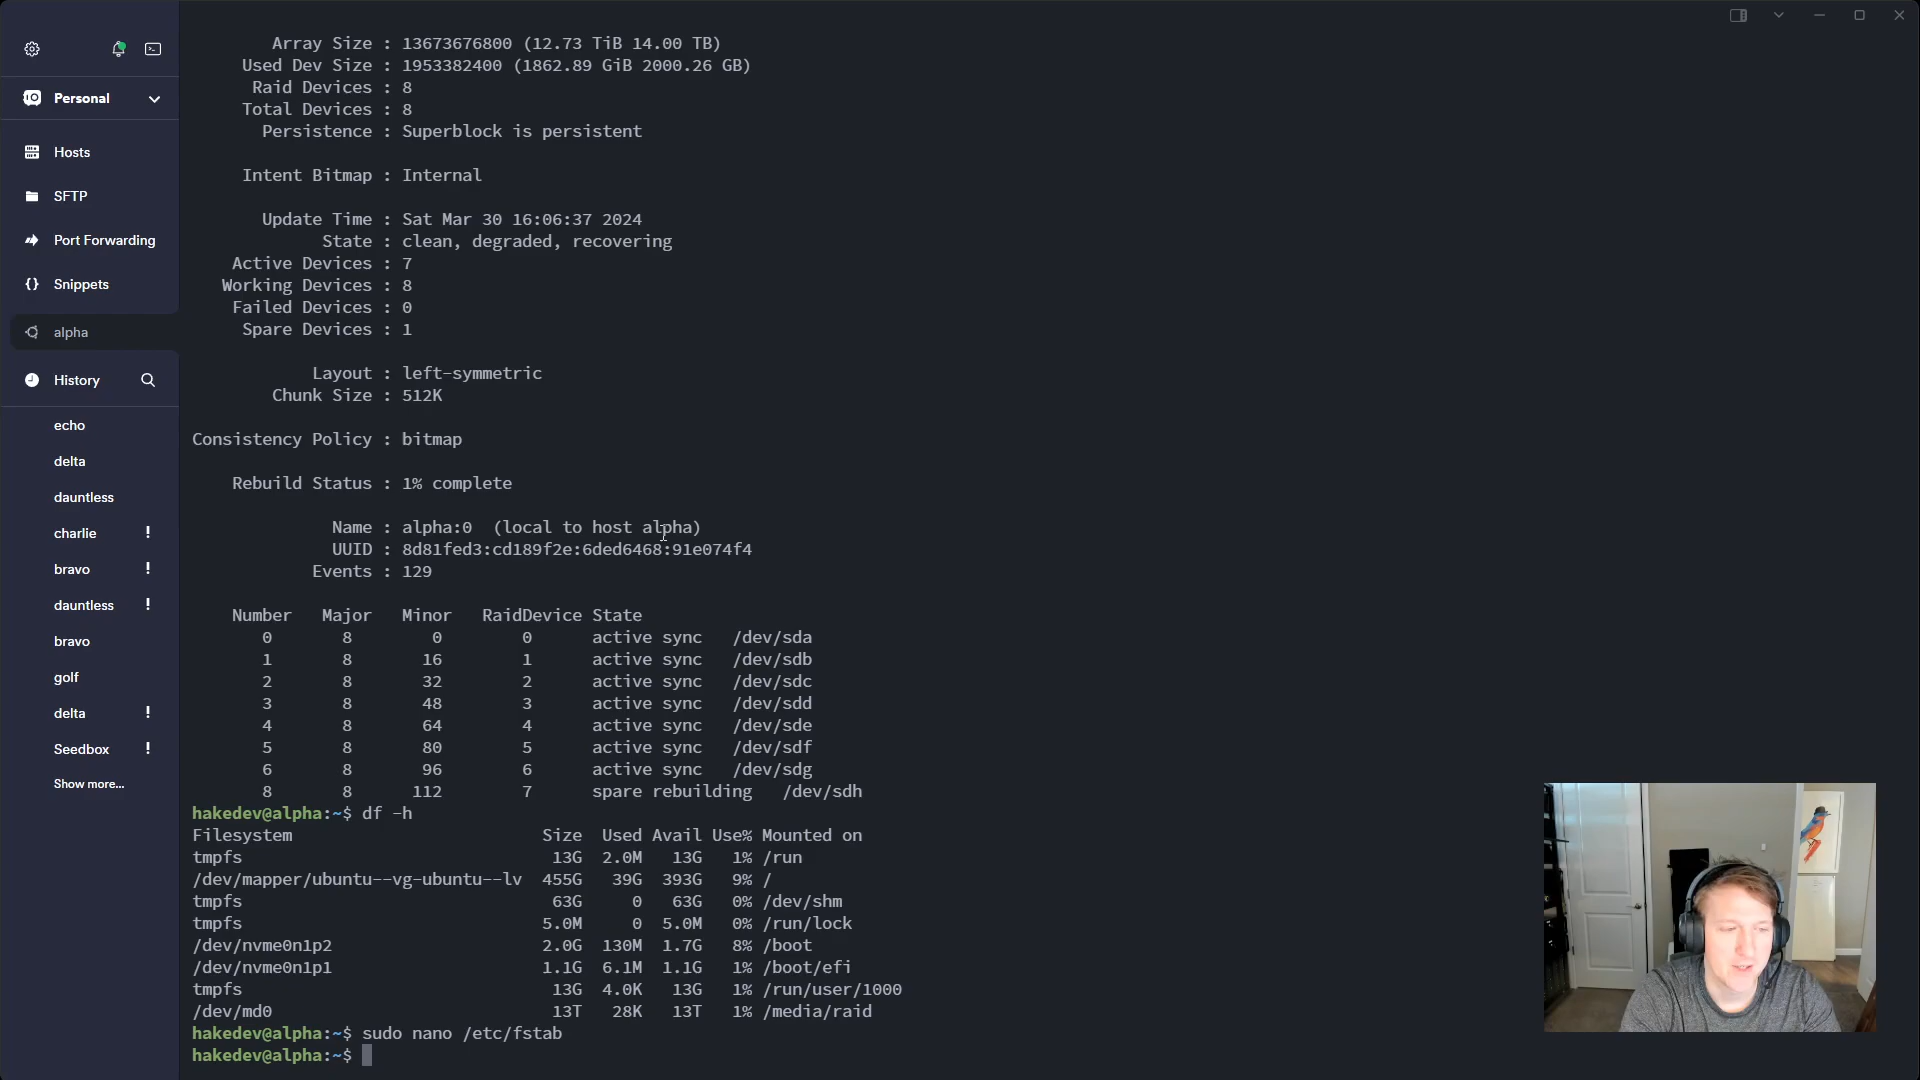 Personal
Hosts
SFTP
Port Forwarding
Snippets
alpha
History
echo
delta
dauntless
charlie !
bravo !
dauntless !
bravo
golf
delta !
Seedbox !
Show more...
Array Size : 13673676800 (12.73 TiB 14.00 TB)
Used Dev Size : 1953382400 (1862.89 GiB 2000.26 GB)
Raid Devices : 8
Total Devices : 8
Persistence : Superblock is persistent
Intent Bitmap : Internal
Update Time : Sat Mar 30 16:06:37 2024
State : clean, degraded, recovering
Active Devices : 7
Working Devices : 8
Failed Devices : 0
Spare Devices : 1
Layout : left-symmetric
Chunk Size : 512K
Consistency Policy : bitmap
Rebuild Status : 1% complete
Name : alpha:0 (local to host alpha)
UUID : 8d81fed3:cd189f2e:6ded6468:91e074f4
Events : 129
Number Major Minor RaidDevice State
0 8 0 0 active sync /dev/sda
1 8 16 1 active sync /dev/sdb
2 8 32 2 active sync /dev/sdc
3 8 48 3 active sync /dev/sdd
4 8 64 4 active sync /dev/sde
5 8 80 5 active sync /dev/sdf
6 8 96 6 active sync /dev/sdg
8 8 112 7 spare rebuilding /dev/sdh
hakedev@alpha:~$ df -h
Filesystem Size Used Avail Use% Mounted on
tmpfs 13G 2.0M 13G 1% /run
/dev/mapper/ubuntu--vg-ubuntu--lv 455G 39G 393G 9% /
tmpfs 63G 0 63G 0% /dev/shm
tmpfs 5.0M 0 5.0M 0% /run/lock
/dev/nvme0n1p2 2.0G 130M 1.7G 8% /boot
/dev/nvme0n1p1 1.1G 6.1M 1.1G 1% /boot/efi
tmpfs 13G 4.0K 13G 1% /run/user/1000
/dev/md0 13T 28K 13T 1% /media/raid
hakedev@alpha:~$ sudo nano /etc/fstab
hakedev@alpha:~$